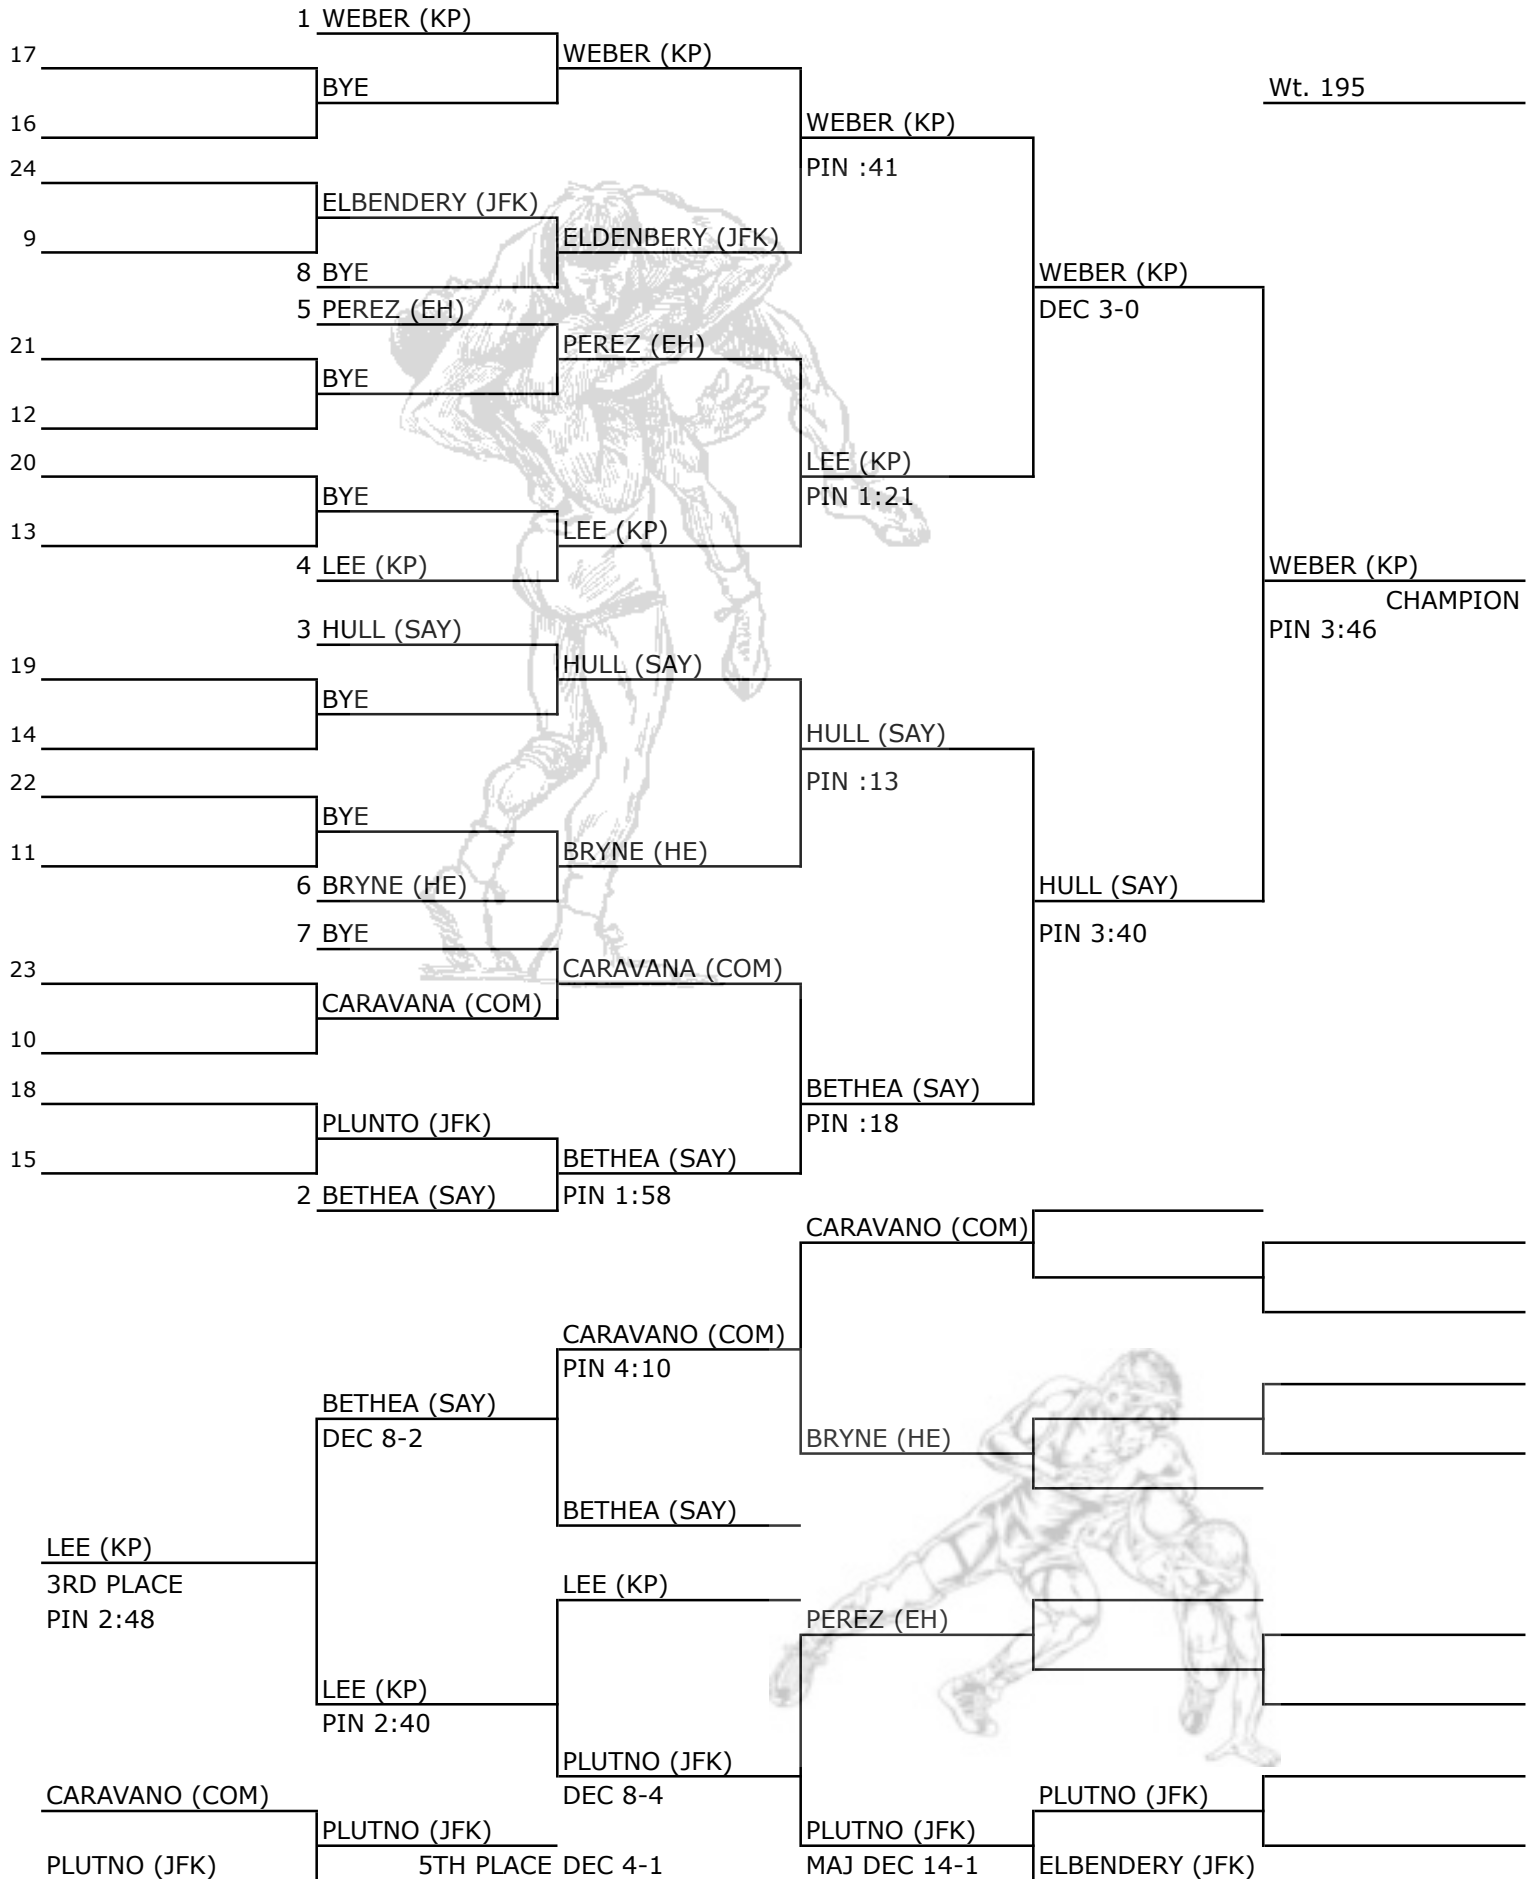 1 WEBER (KP)
17
WEBER (KP)
BYE
Wt. 195
16
WEBER (KP)
24
PIN :41
ELBENDERY (JFK)
9
ELDENBERY (JFK)
8 BYE
WEBER (KP)
5 PEREZ (EH)
DEC 3-0
21
PEREZ (EH)
BYE
12
20
LEE (KP)
BYE
PIN 1:21
13
LEE (KP)
4 LEE (KP)
WEBER (KP)
CHAMPION
3 HULL (SAY)
PIN 3:46
19
HULL (SAY)
BYE
14
HULL (SAY)
22
PIN :13
BYE
11
BRYNE (HE)
6 BRYNE (HE)
HULL (SAY)
7 BYE
PIN 3:40
23
CARAVANA (COM)
CARAVANA (COM)
10
18
BETHEA (SAY)
PLUNTO (JFK)
PIN :18
15
BETHEA (SAY)
2 BETHEA (SAY)
PIN 1:58
CARAVANO (COM)
CARAVANO (COM)
PIN 4:10
BETHEA (SAY)
DEC 8-2
BRYNE (HE)
BETHEA (SAY)
LEE (KP)
3RD PLACE
LEE (KP)
PIN 2:48
PEREZ (EH)
LEE (KP)
PIN 2:40
PLUTNO (JFK)
CARAVANO (COM)
DEC 8-4
PLUTNO (JFK)
PLUTNO (JFK)
PLUTNO (JFK)
PLUTNO (JFK)
5TH PLACE DEC 4-1
MAJ DEC 14-1
ELBENDERY (JFK)